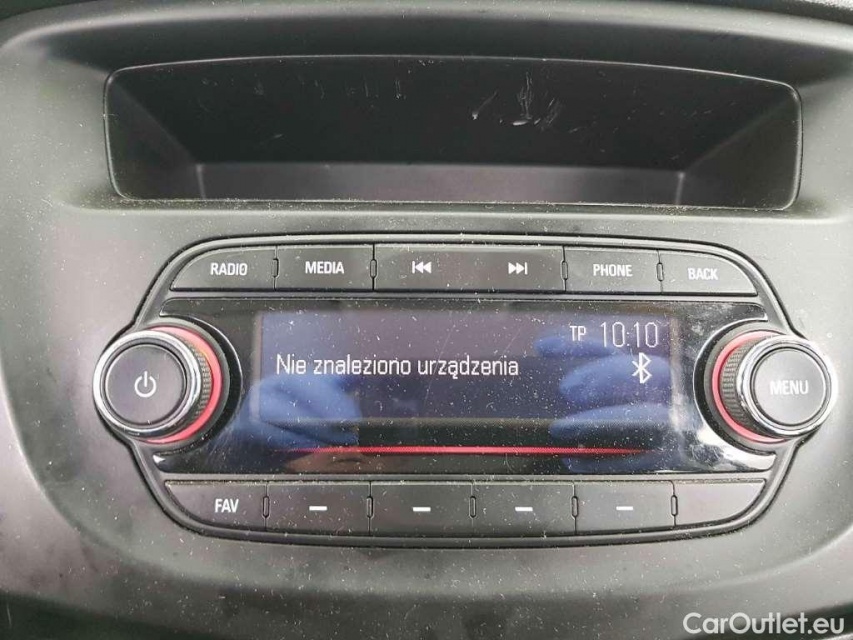 RADIO MEDIA PHONE BACK
TP 10:10
Nie znaleziono urządzenia
MENU
FAV
CarOutlet.eu